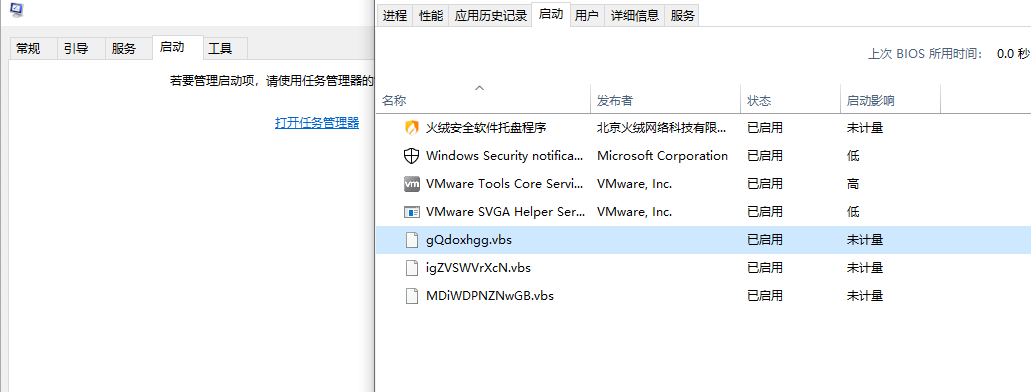 常规 引导 服务 启动 工具
若要管理启动项，请使用任务管理器的
打开任务管理器
进程 性能 应用历史记录 启动 用户 详细信息 服务
上次 BIOS 所用时间: 0.0 秒
名称 发布者 状态 启动影响
火绒安全软件托盘程序 北京火绒网络科技有限... 已启用 未计量
Windows Security notifica... Microsoft Corporation 已启用 低
vm VMware Tools Core Servi... VMware, Inc. 已启用 高
VMware SVGA Helper Ser... VMware, Inc. 已启用 低
gQdoxhgg.vbs 已启用 未计量
igZVSWVrXcN.vbs 已启用 未计量
MDiWDPNZNwGB.vbs 已启用 未计量